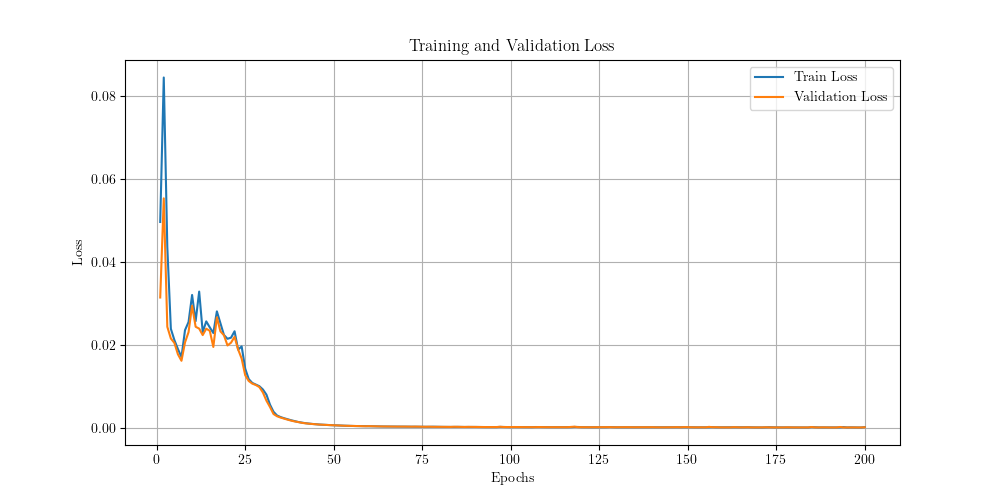 Training and Validation Loss
Train Loss
Validation Loss
0.08
0.06
0.04
0.02
0.00
Loss
0 25 50 75 100 125 150 175 200
Epochs